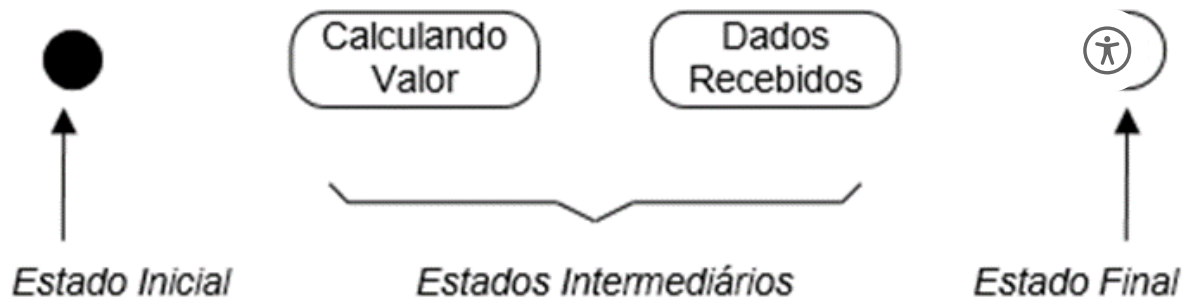 Calculando
Valor
Dados
Recebidos
Estado Inicial
Estados Intermediários
Estado Final